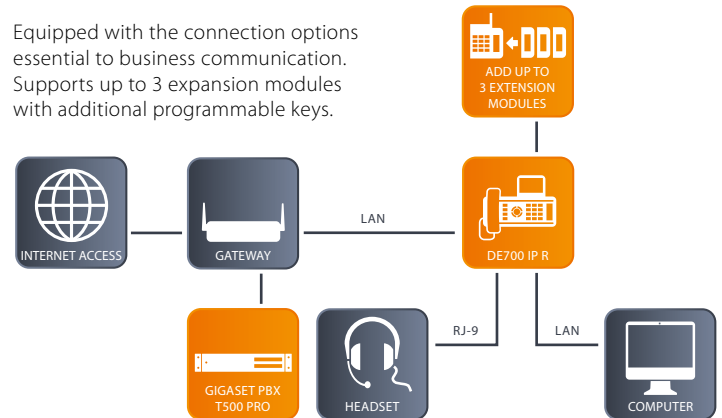 Equipped with the connection options
essential to business communication.
Supports up to 3 expansion modules
with additional programmable keys.
ADD UP TO
3 EXTENSION
MODULES
INTERNET ACCESS
GATEWAY
LAN
DE700 IP R
GIGASET PBX
T500 PRO
HEADSET
RJ-9
LAN
COMPUTER